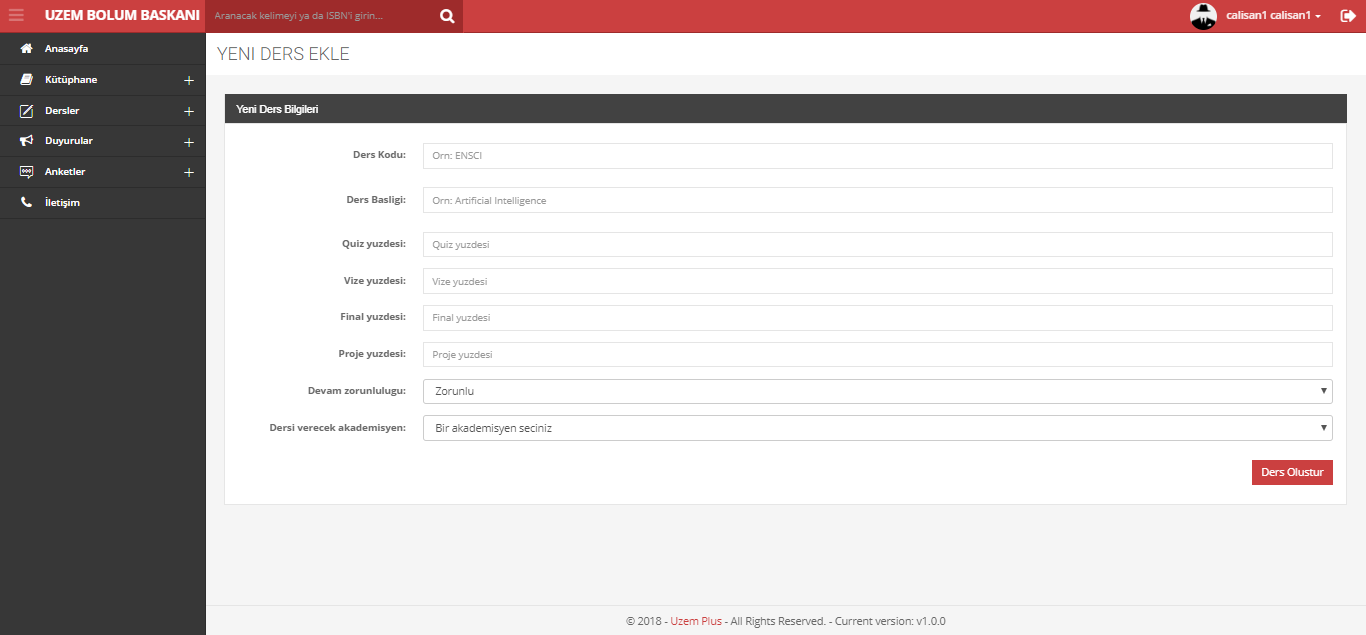 UZEM BOLUM BASKANI
Aranacak kelimeyi ya da ISBN'i girin...
calisan1 calisan1
Anasayfa
Kütüphane
Dersler
Duyurular
Anketler
İletişim
YENI DERS EKLE
Yeni Ders Bilgileri
Ders Kodu: Orn: ENSCI
Ders Basligi: Orn: Artificial Intelligence
Quiz yuzdesi: Quiz yuzdesi
Vize yuzdesi: Vize yuzdesi
Final yuzdesi: Final yuzdesi
Proje yuzdesi: Proje yuzdesi
Devam zorunlulugu: Zorunlu
Dersi verecek akademisyen: Bir akademisyen seciniz
Ders Olustur
© 2018 - Uzem Plus - All Rights Reserved. - Current version: v1.0.0